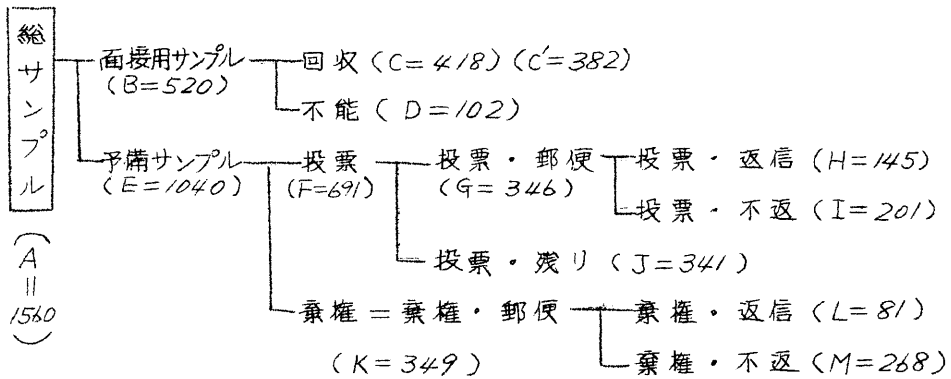 総サンプル
(A=1560)
面接用サンプル
(B=520)
回収 (C=418) (C'=382)
不能 ( D=102)
予備サンプル
(E=1040)
投票
(F=691)
投票・郵便
(G=346)
投票・返信 (H=145)
投票・不返 (I=201)
投票・残り (J=341)
棄権=棄権・郵便
(K=349)
棄権・返信 (L=81)
棄権・不返 (M=268)